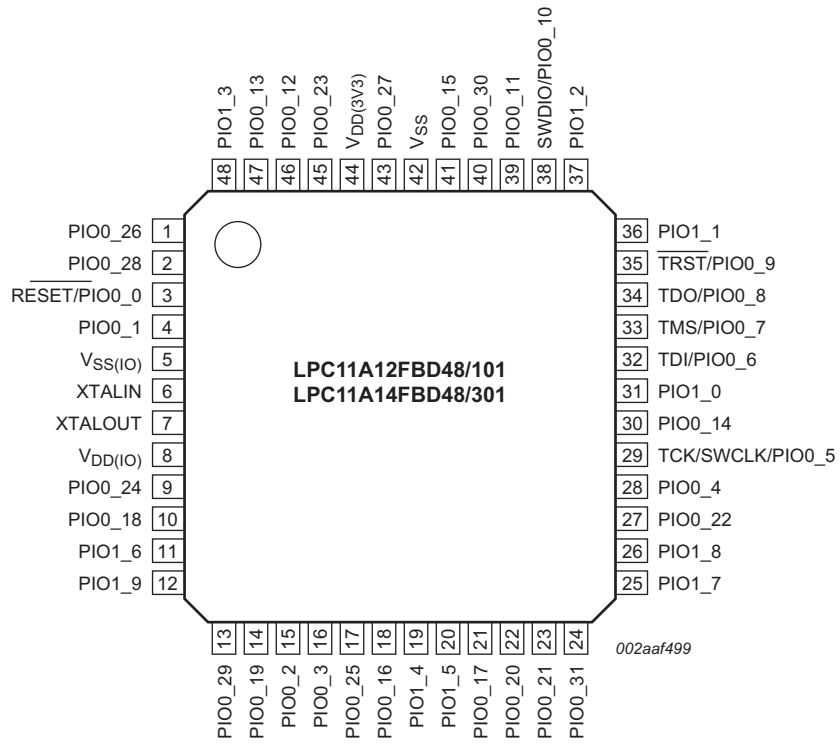 PIO1_3
PIO0_13
PIO0_12
PIO0_23
VDD(3V3)
PIO0_27
VSS
PIO0_15
PIO0_30
PIO0_11
SWDIO/PIO0_10
PIO1_2
48 47 46 45 44 43 42 41 40 39 38 37
PIO0_26 1
PIO0_28 2
RESET/PIO0_0 3
PIO0_1 4
VSS(IO) 5
XTALIN 6
XTALOUT 7
VDD(IO) 8
PIO0_24 9
PIO0_18 10
PIO1_6 11
PIO1_9 12
LPC11A12FBD48/101
LPC11A14FBD48/301
36 PIO1_1
35 TRST/PIO0_9
34 TDO/PIO0_8
33 TMS/PIO0_7
32 TDI/PIO0_6
31 PIO1_0
30 PIO0_14
29 TCK/SWCLK/PIO0_5
28 PIO0_4
27 PIO0_22
26 PIO1_8
25 PIO1_7
13 14 15 16 17 18 19 20 21 22 23 24
PIO0_29
PIO0_19
PIO0_2
PIO0_3
PIO0_25
PIO0_16
PIO1_4
PIO1_5
PIO0_17
PIO0_20
PIO0_21
PIO0_31
002aaf499